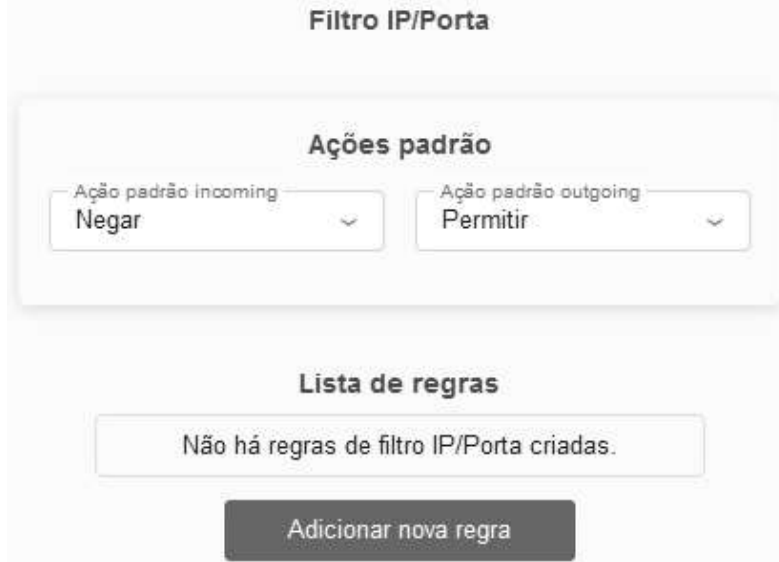 Filtro IP/Porta
Ações padrão
Ação padrão incoming
Negar
Ação padrão outgoing
Permitir
Lista de regras
Não há regras de filtro IP/Porta criadas.
Adicionar nova regra